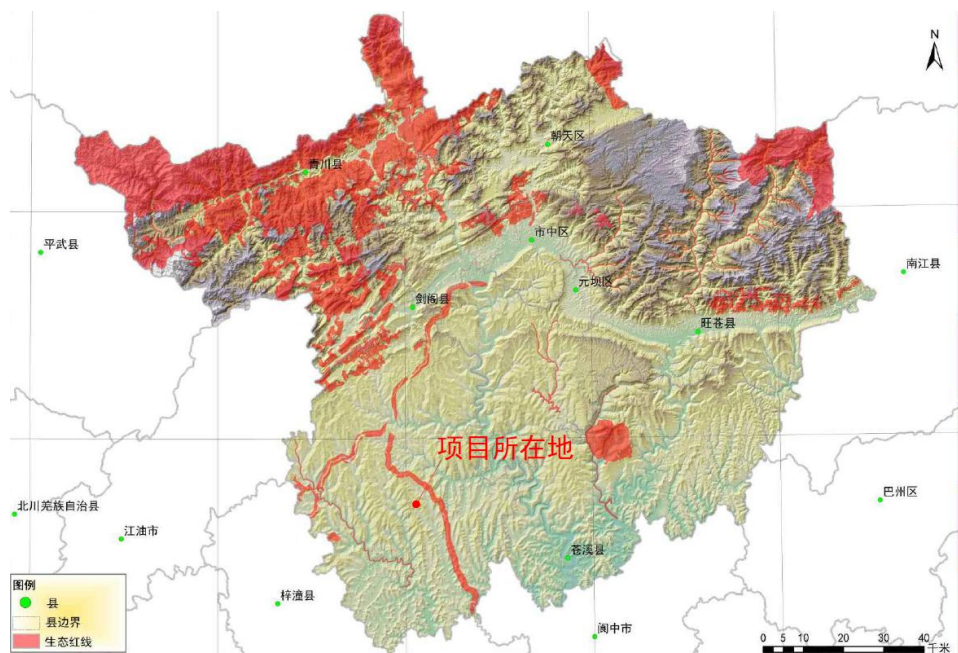 N
朝天区
青川县
市中区
平武县
南江县
元坝区
剑阁县
旺苍县
项目所在地
北川羌族自治县
巴州区
江油市
苍溪县
图例
县
县边界
生态红线
梓潼县
阆中市
0 5 10 20 30 40
千米